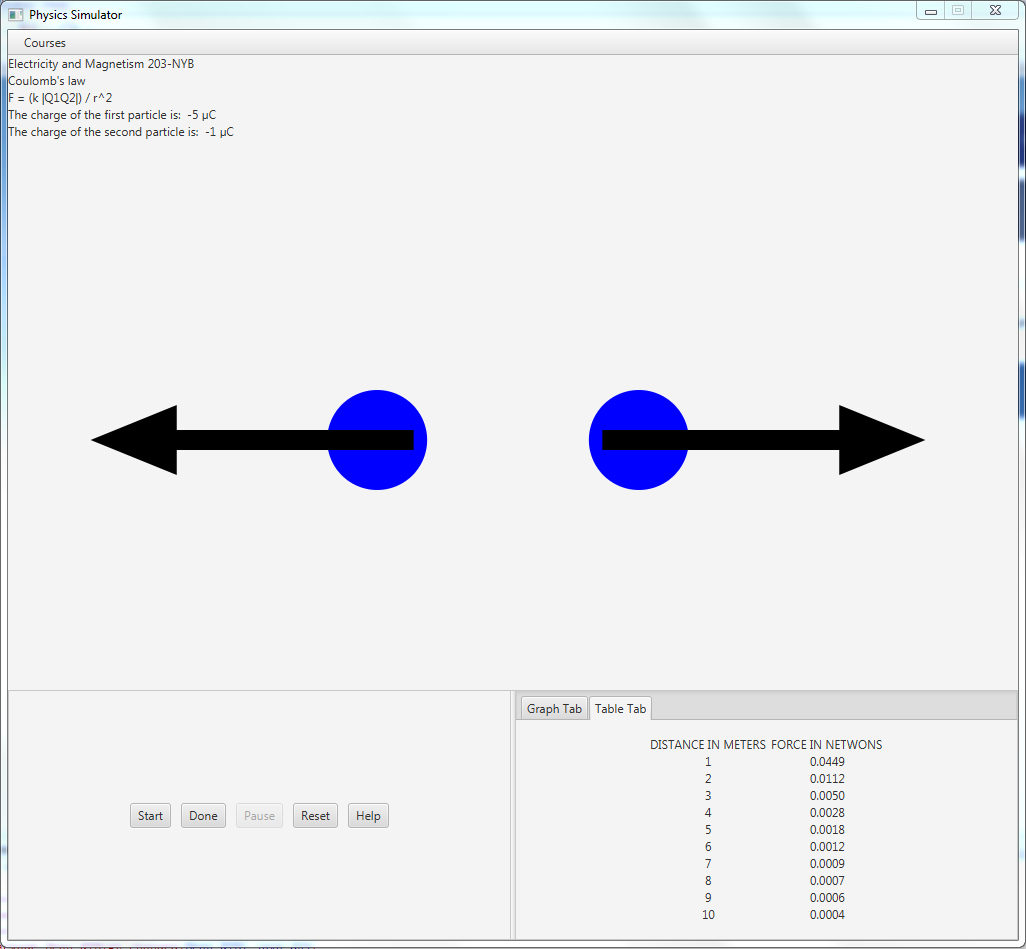 Physics Simulator
Courses
Electricity and Magnetism 203-NYB
Coulomb's law
F = (k |Q1Q2|) / r^2
The charge of the first particle is:  -5 µC
The charge of the second particle is:  -1 µC
Start Done Pause Reset Help
Graph Tab Table Tab
DISTANCE IN METERS FORCE IN NETWONS
1 0.0449
2 0.0112
3 0.0050
4 0.0028
5 0.0018
6 0.0012
7 0.0009
8 0.0007
9 0.0006
10 0.0004